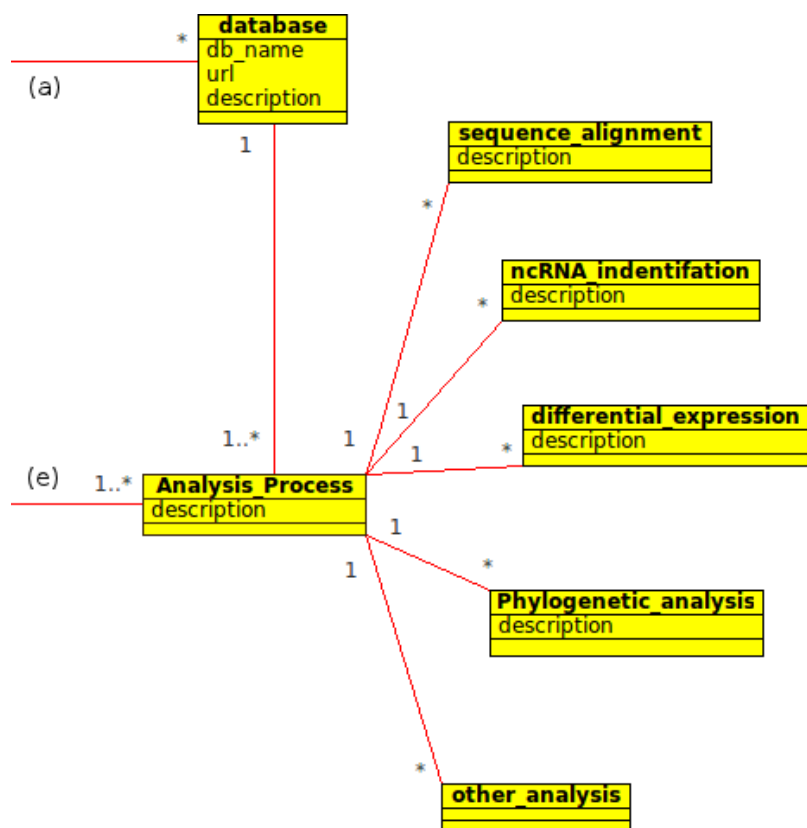 database
*
db_name
url
(a)
description
1
sequence_alignment
description
*
ncRNA_indentifation
description
*
1
differential_expression
1..*
1
1
*
description
(e)
1..*
Analysis_Process
description
1
1
*
Phylogenetic_analysis
description
*
other_analysis